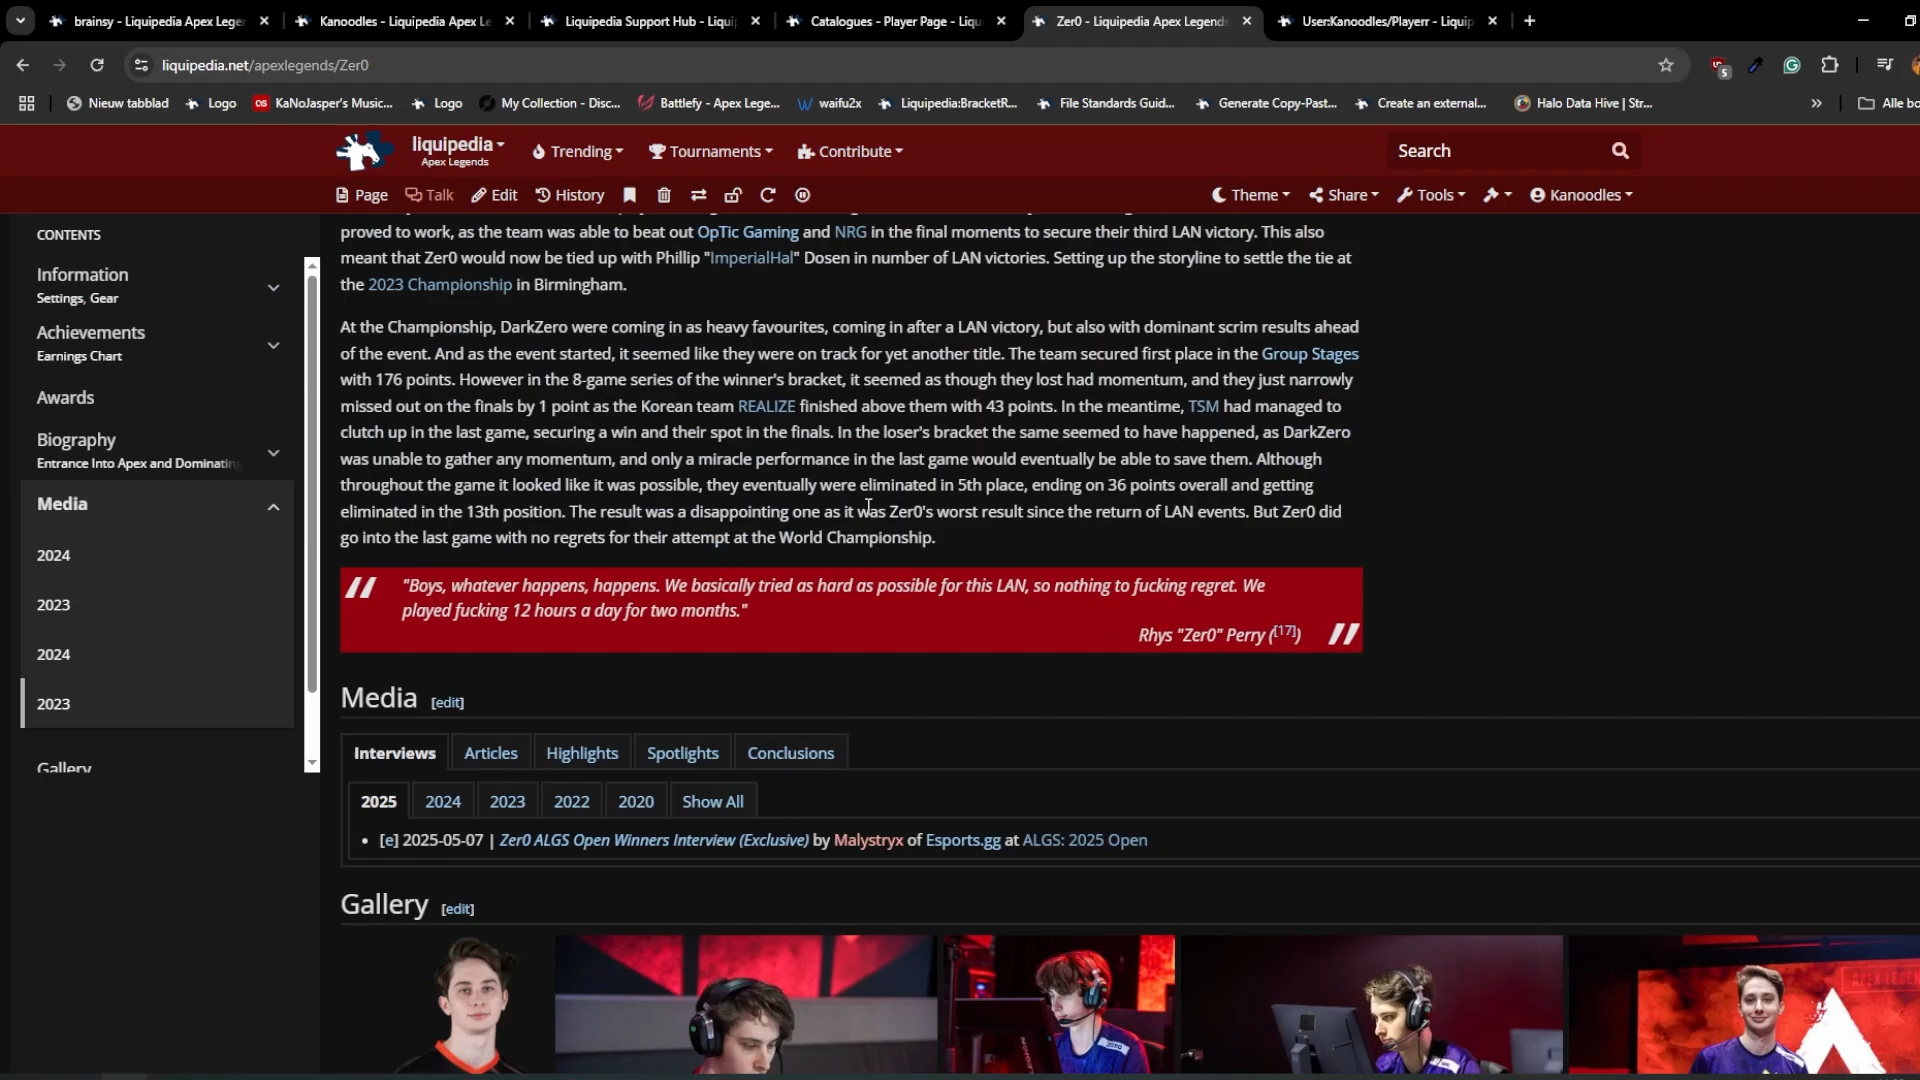 brainsy - Liquipedia Apex Leger
Kanoodles - Liquipedia Apex Le
Liquipedia Support Hub - Liqui
Catalogues - Player Page - Liqu
Zer0 - Liquipedia Apex Legends
User:Kanoodles/Playerr - Liquip
liquipedia.net/apexlegends/Zer0
5
Nieuw tabblad
Logo
KaNoJasper's Music...
Logo
My Collection - Disc...
Battlefy - Apex Lege...
waifu2x
Liquipedia:BracketR...
File Standards Guid...
Generate Copy-Past...
Create an external...
Halo Data Hive | Str...
»
Alle bo
liquipedia
Apex Legends
Trending
Tournaments
Contribute
Search
Page
Talk
Edit
History
Theme
Share
Tools
Kanoodles
CONTENTS
Information
Settings, Gear
Achievements
Earnings Chart
Awards
Biography
Entrance Into Apex and Dominating
Media
2024
2023
2024
2023
Gallery
proved to work, as the team was able to beat out OpTic Gaming and NRG in the final moments to secure their third LAN victory. This also
meant that Zer0 would now be tied up with Phillip "ImperialHal" Dosen in number of LAN victories. Setting up the storyline to settle the tie at
the 2023 Championship in Birmingham.
At the Championship, DarkZero were coming in as heavy favourites, coming in after a LAN victory, but also with dominant scrim results ahead
of the event. And as the event started, it seemed like they were on track for yet another title. The team secured first place in the Group Stages
with 176 points. However in the 8-game series of the winner's bracket, it seemed as though they lost had momentum, and they just narrowly
missed out on the finals by 1 point as the Korean team REALIZE finished above them with 43 points. In the meantime, TSM had managed to
clutch up in the last game, securing a win and their spot in the finals. In the loser's bracket the same seemed to have happened, as DarkZero
was unable to gather any momentum, and only a miracle performance in the last game would eventually be able to save them. Although
throughout the game it looked like it was possible, they eventually were eliminated in 5th place, ending on 36 points overall and getting
eliminated in the 13th position. The result was a disappointing one as it was Zer0's worst result since the return of LAN events. But Zer0 did
go into the last game with no regrets for their attempt at the World Championship.
"Boys, whatever happens, happens. We basically tried as hard as possible for this LAN, so nothing to fucking regret. We
played fucking 12 hours a day for two months."
Rhys "Zer0" Perry ([17])
Media [edit]
Interviews
Articles
Highlights
Spotlights
Conclusions
2025
2024
2023
2022
2020
Show All
• [e] 2025-05-07 | Zer0 ALGS Open Winners Interview (Exclusive) by Malystryx of Esports.gg at ALGS: 2025 Open
Gallery [edit]